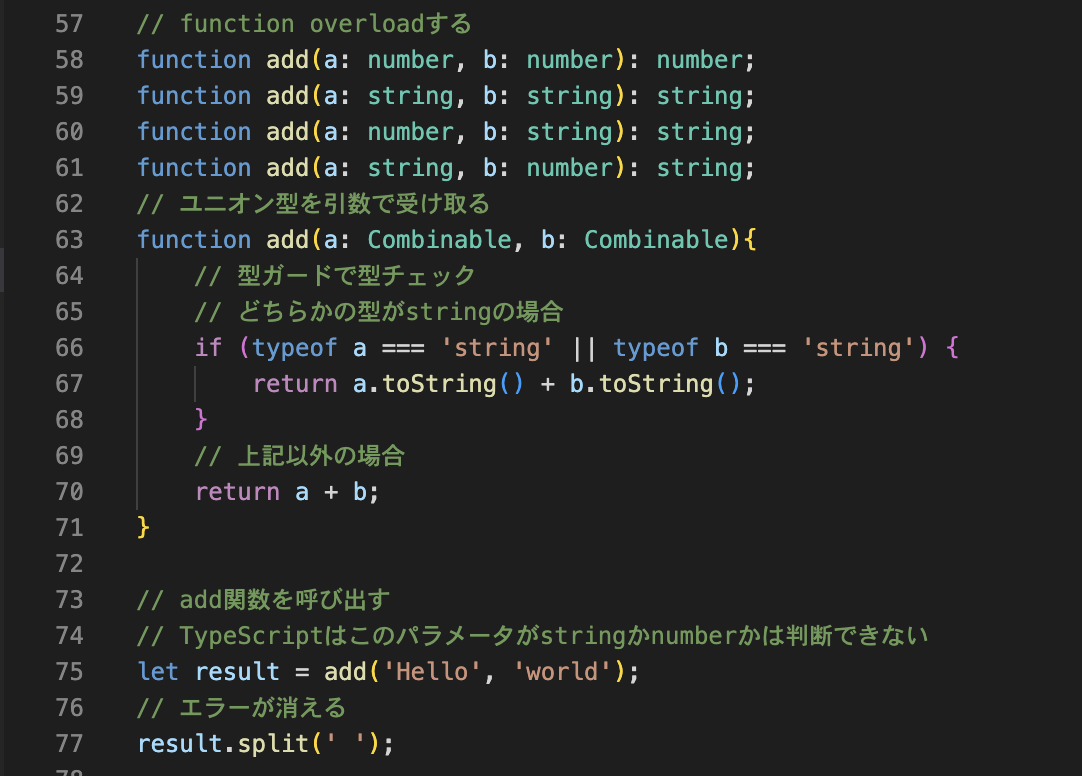 57 // function overloadする
58 function add(a: number, b: number): number;
59 function add(a: string, b: string): string;
60 function add(a: number, b: string): string;
61 function add(a: string, b: number): string;
62 // ユニオン型を引数で受け取る
63 function add(a: Combinable, b: Combinable){
64 // 型ガードで型チェック
65 // どちらかの型がstringの場合
66 if (typeof a === 'string' || typeof b === 'string') {
67 return a.toString() + b.toString();
68 }
69 // 上記以外の場合
70 return a + b;
71 }
72
73 // add関数を呼び出す
74 // TypeScriptはこのパラメータがstringかnumberかは判断できない
75 let result = add('Hello', 'world');
76 // エラーが消える
77 result.split(' ');